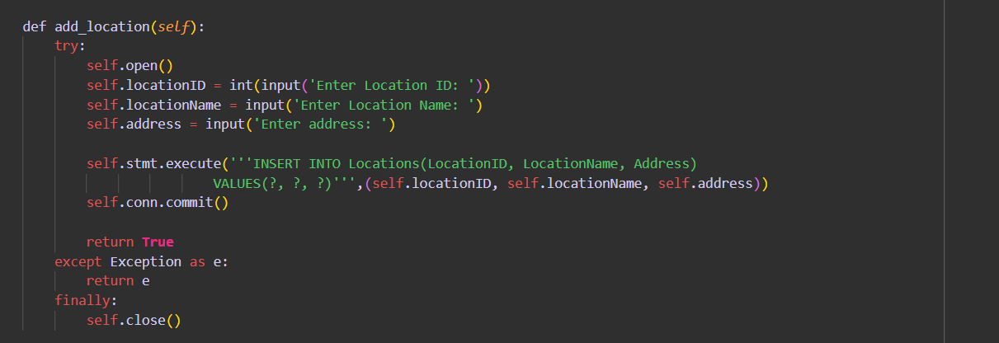 def add_location(self):
    try:
        self.open()
        self.locationID = int(input('Enter Location ID: '))
        self.locationName = input('Enter Location Name: ')
        self.address = input('Enter address: ')

        self.stmt.execute('''INSERT INTO Locations(LocationID, LocationName, Address)
                        VALUES(?, ?, ?)''',(self.locationID, self.locationName, self.address))
        self.conn.commit()

        return True
    except Exception as e:
        return e
    finally:
        self.close()